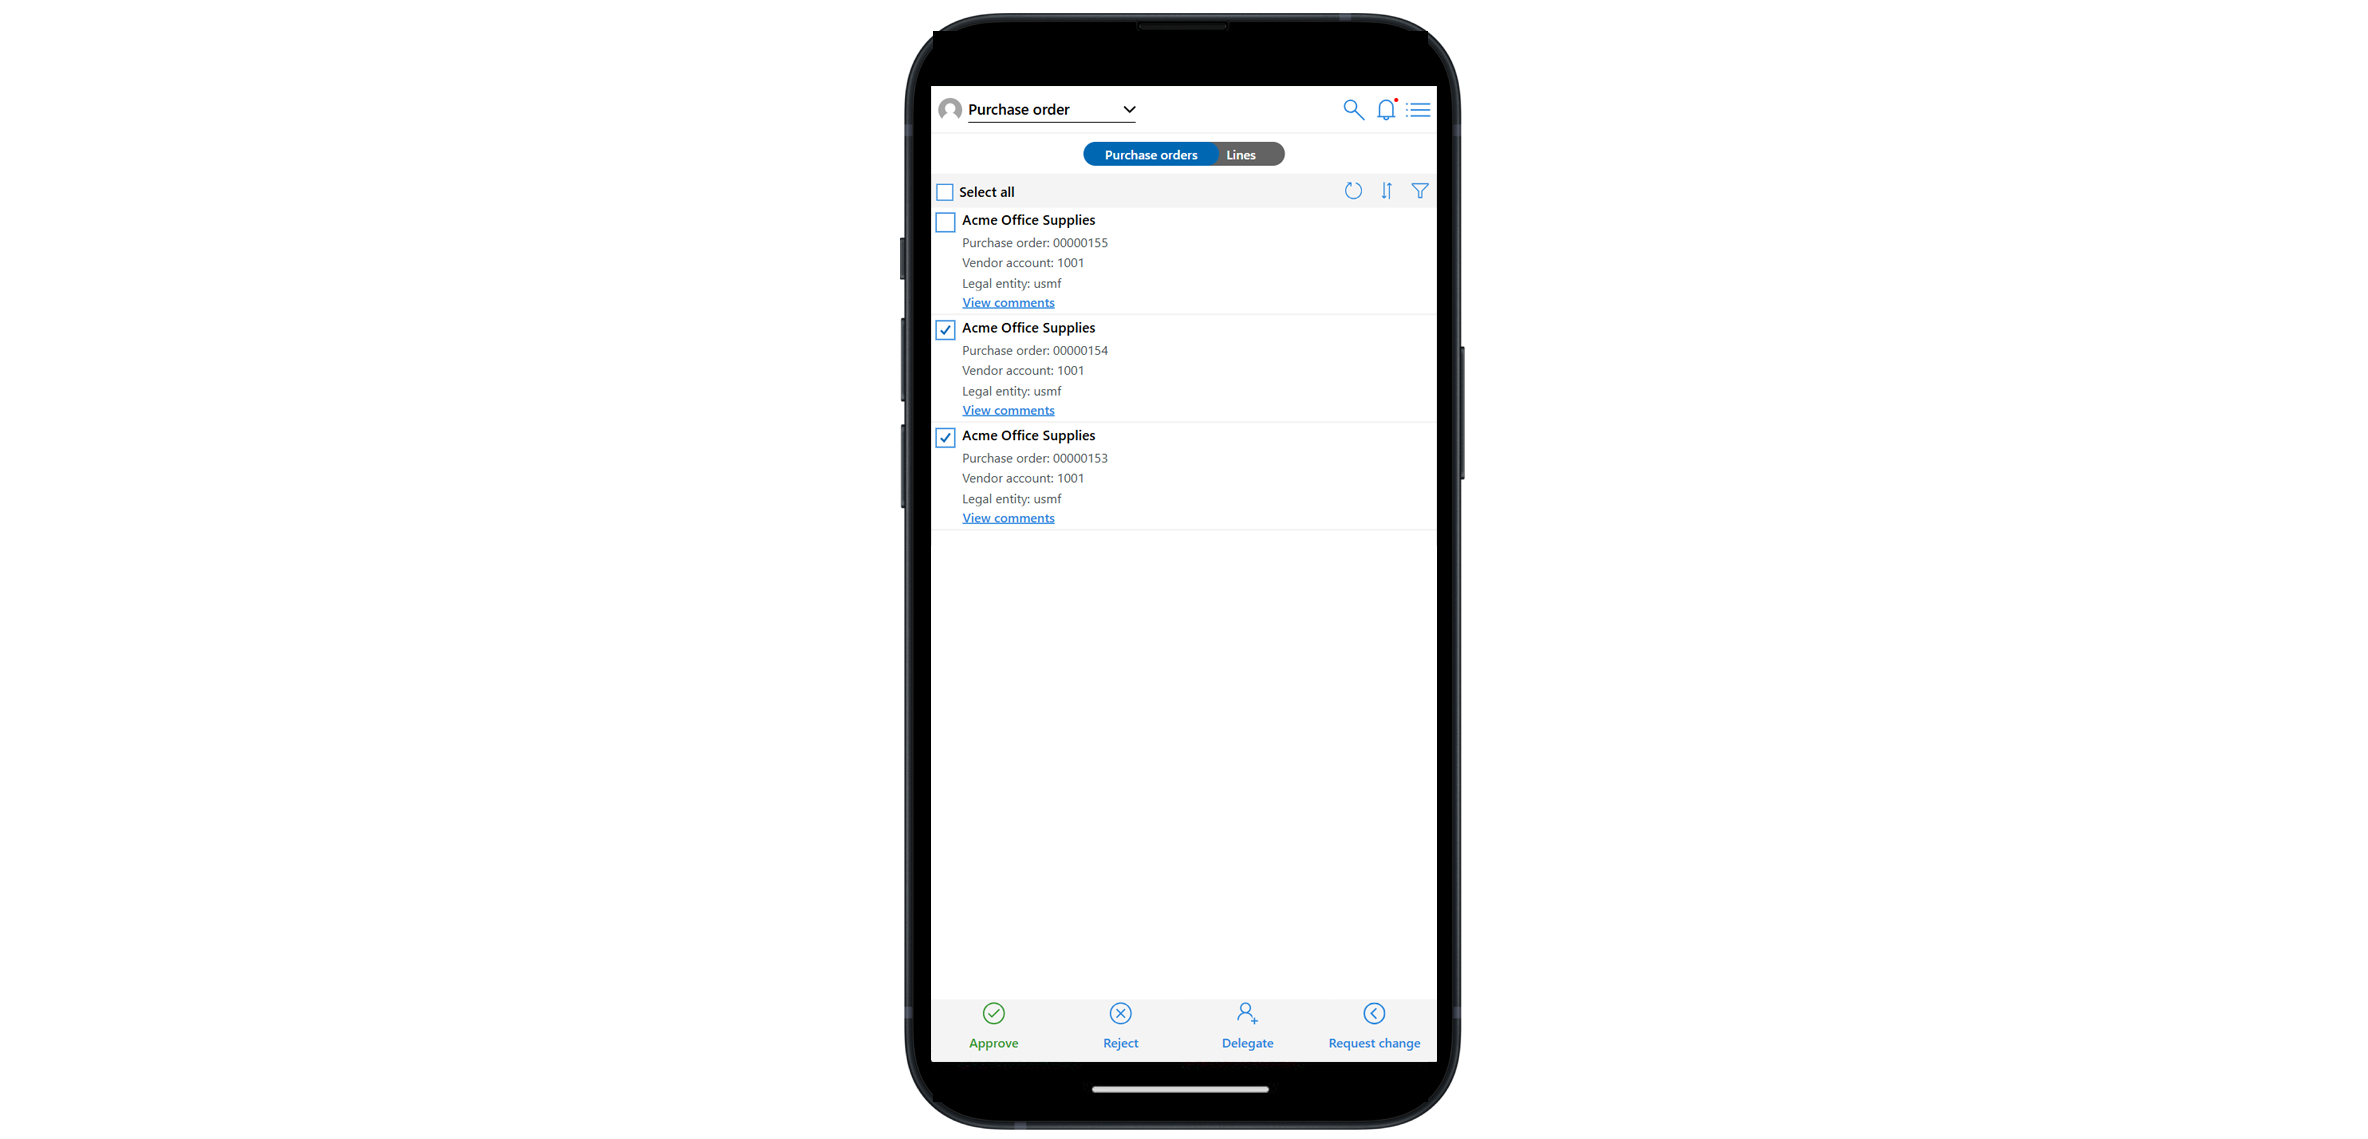 Purchase order
Purchase orders Lines
Select all
Acme Office Supplies
Purchase order: 00000155
Vendor account: 1001
Legal entity: usmf
View comments
Acme Office Supplies
Purchase order: 00000154
Vendor account: 1001
Legal entity: usmf
View comments
Acme Office Supplies
Purchase order: 00000153
Vendor account: 1001
Legal entity: usmf
View comments
Approve Reject Delegate Request change